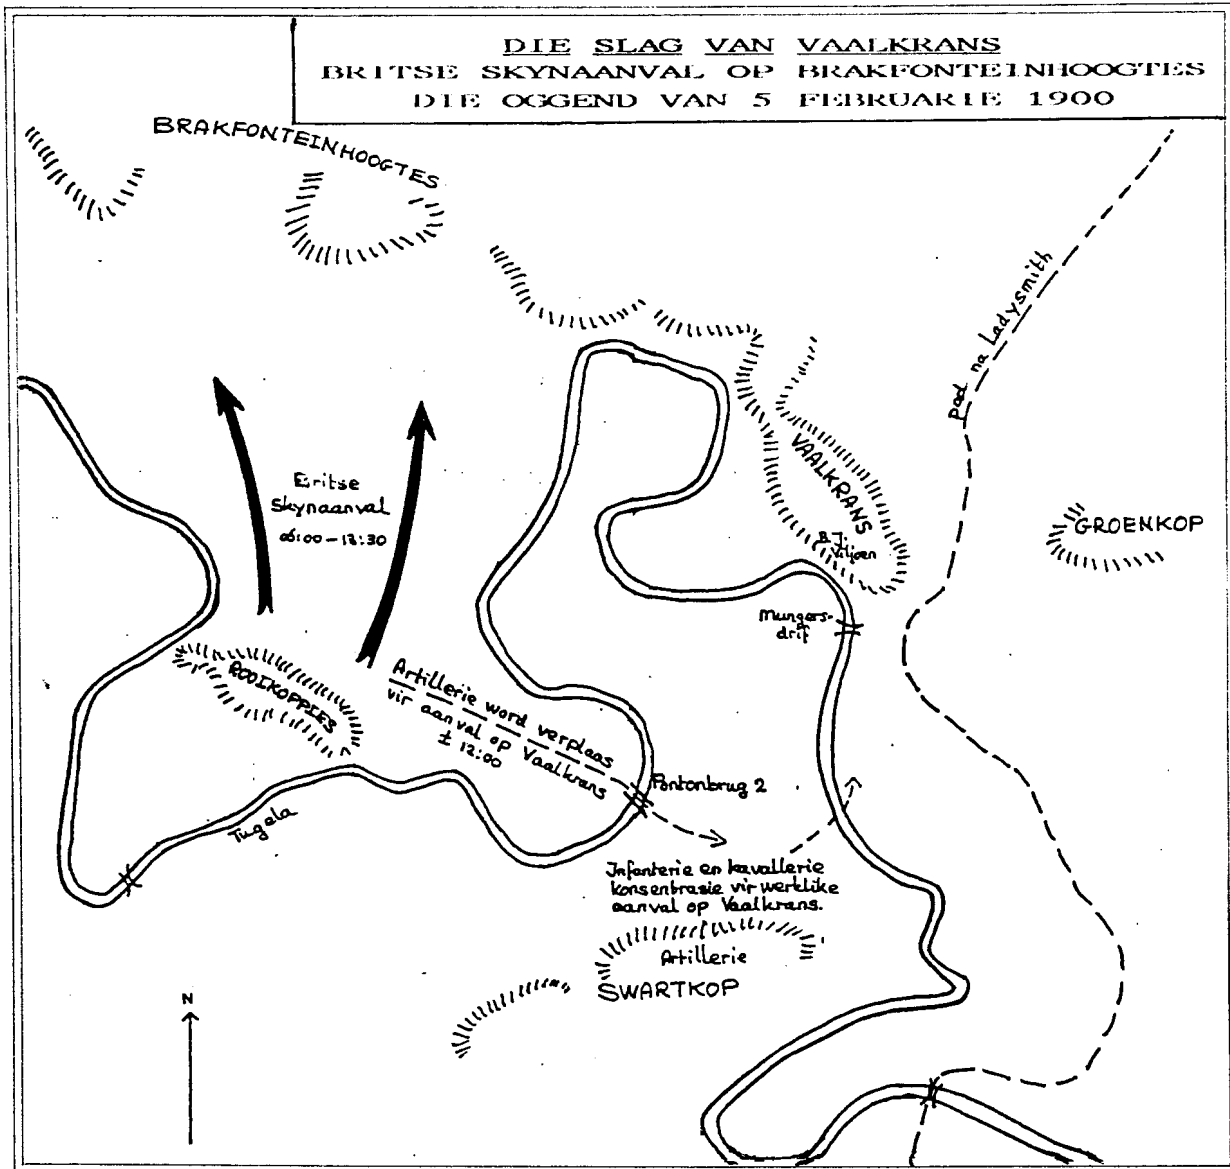 DIE SLAG VAN VAALKRANS
BRITSE SKYNAANVAL OP BRAKFONTEINHOOGTES
DIE OGGEND VAN 5 FEBRUARIE 1900
BRAKFONTEINHOOGTES
pad na Ladysmith
Britse
Skynaanval
06:00 - 12:30
VAALKRANS
B.J.
Viljoen
GROENKOP
Mungers-
drif
ROOIKOPPIES
Artillerie word verplaas
vir aanval op Vaalkrans
± 12:00
Pontonbrug 2
Tugela
Infanterie en kavallerie
konsentrasie vir werklike
aanval op Vaalkrans.
Artillerie
SWARTKOP
N